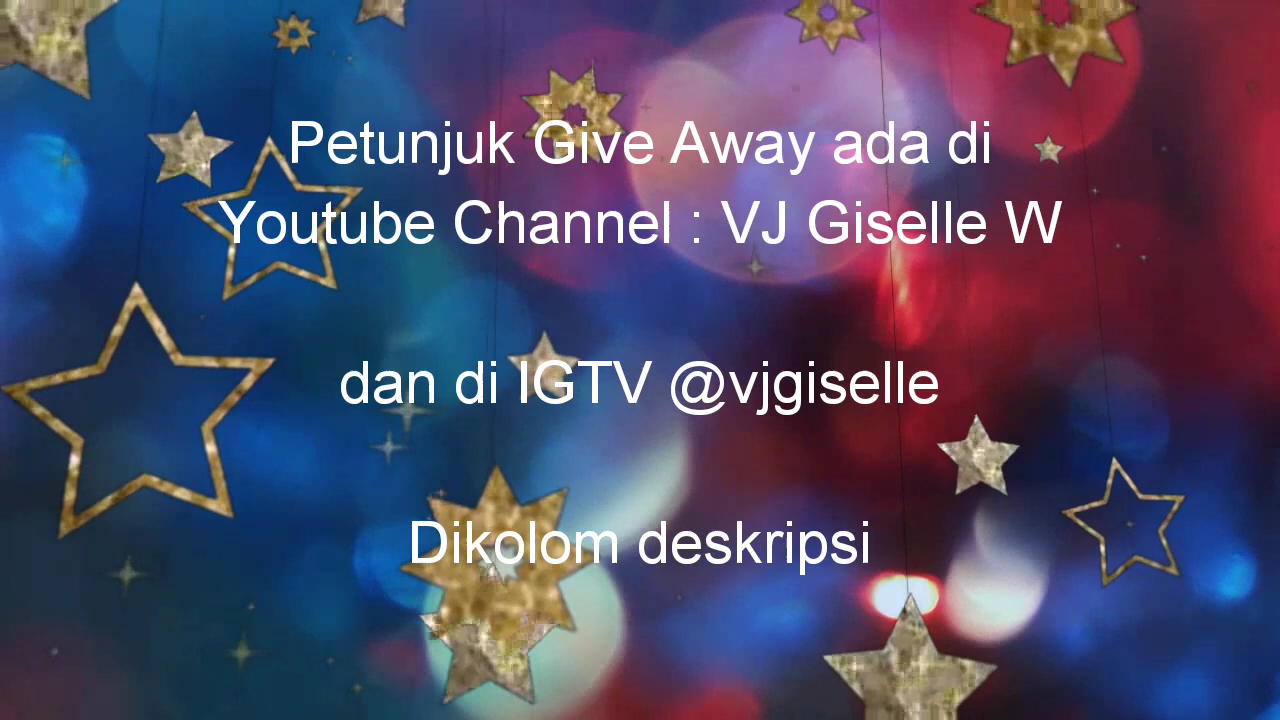 Petunjuk Give Away ada di
Youtube Channel : VJ Giselle W
dan di IGTV @vjgiselle
Dikolom deskripsi